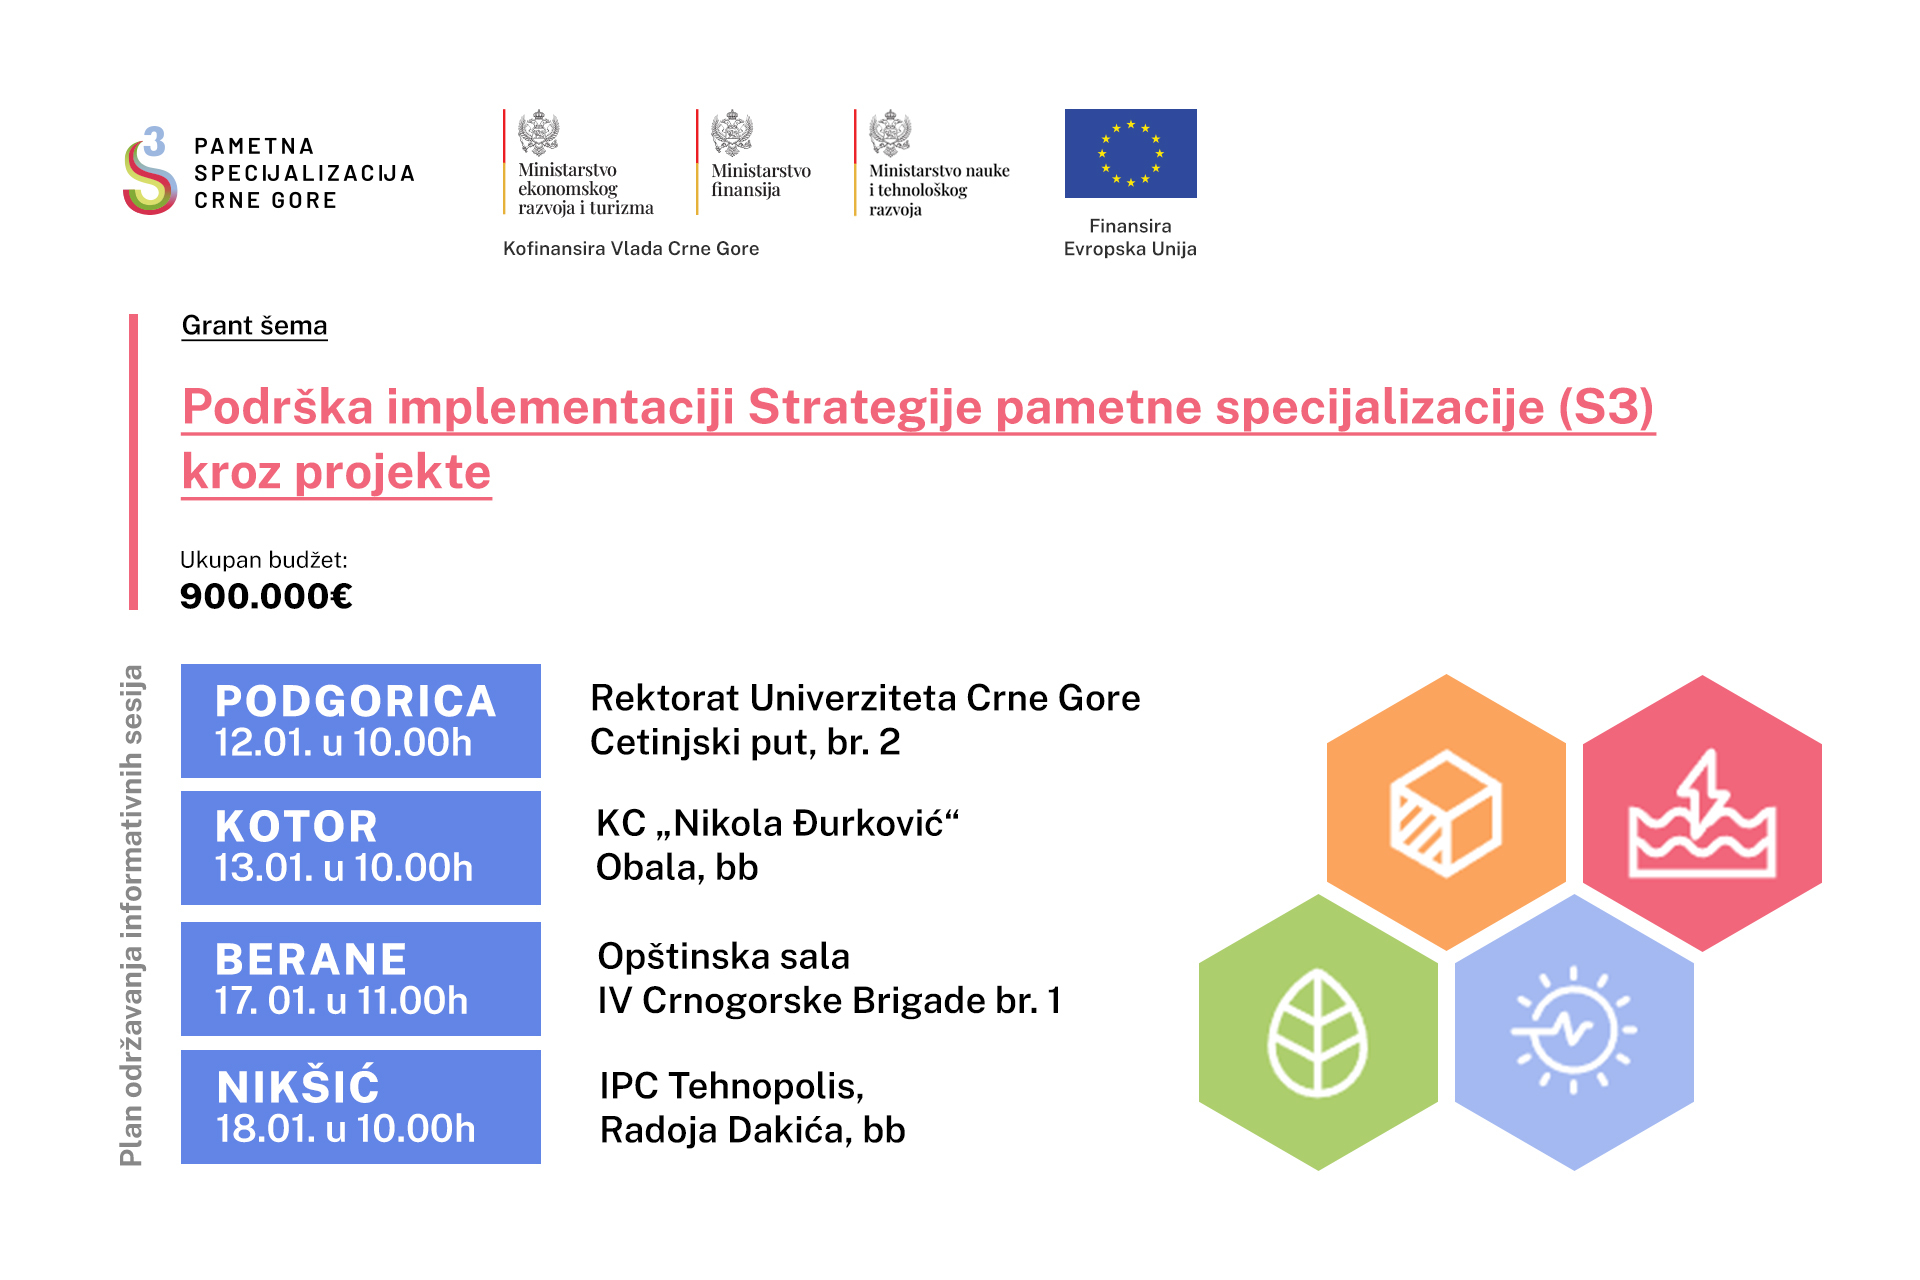 PAMETNA
SPECIJALIZACIJA
CRNE GORE
Ministarstvo
ekonomskog
razvoja i turizma
Ministarstvo
finansija
Ministarstvo nauke
i tehnološkog
razvoja
Kofinansira Vlada Crne Gore
Finansira
Evropska Unija
Grant šema
Podrška implementaciji Strategije pametne specijalizacije (S3)
kroz projekte
Ukupan budžet:
900.000€
Plan održavanja informativnih sesija
PODGORICA
12.01. u 10.00h
Rektorat Univerziteta Crne Gore
Cetinjski put, br. 2
KOTOR
13.01. u 10.00h
KC „Nikola Đurković“
Obala, bb
BERANE
17. 01. u 11.00h
Opštinska sala
IV Crnogorske Brigade br. 1
NIKŠIĆ
18.01. u 10.00h
IPC Tehnopolis,
Radoja Dakića, bb